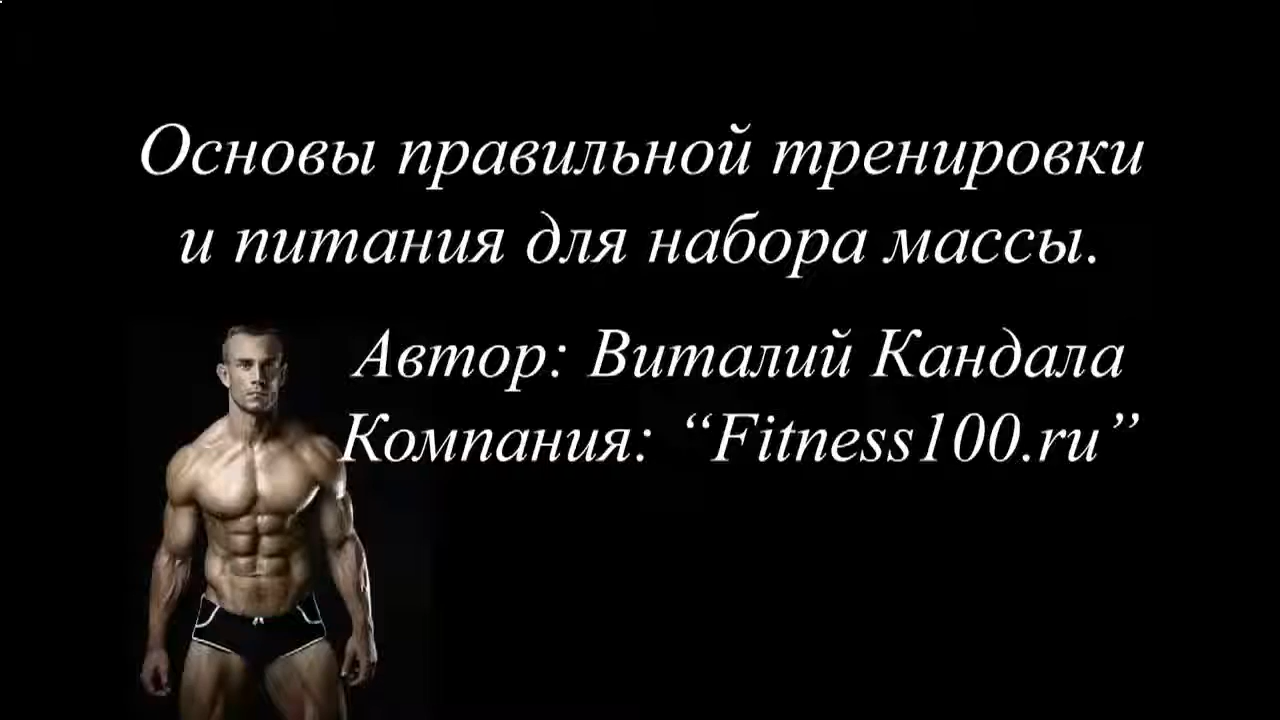 Основы правильной тренировки
и питания для набора массы.
Автор: Виталий Кандала
Компания: “Fitness100.ru”